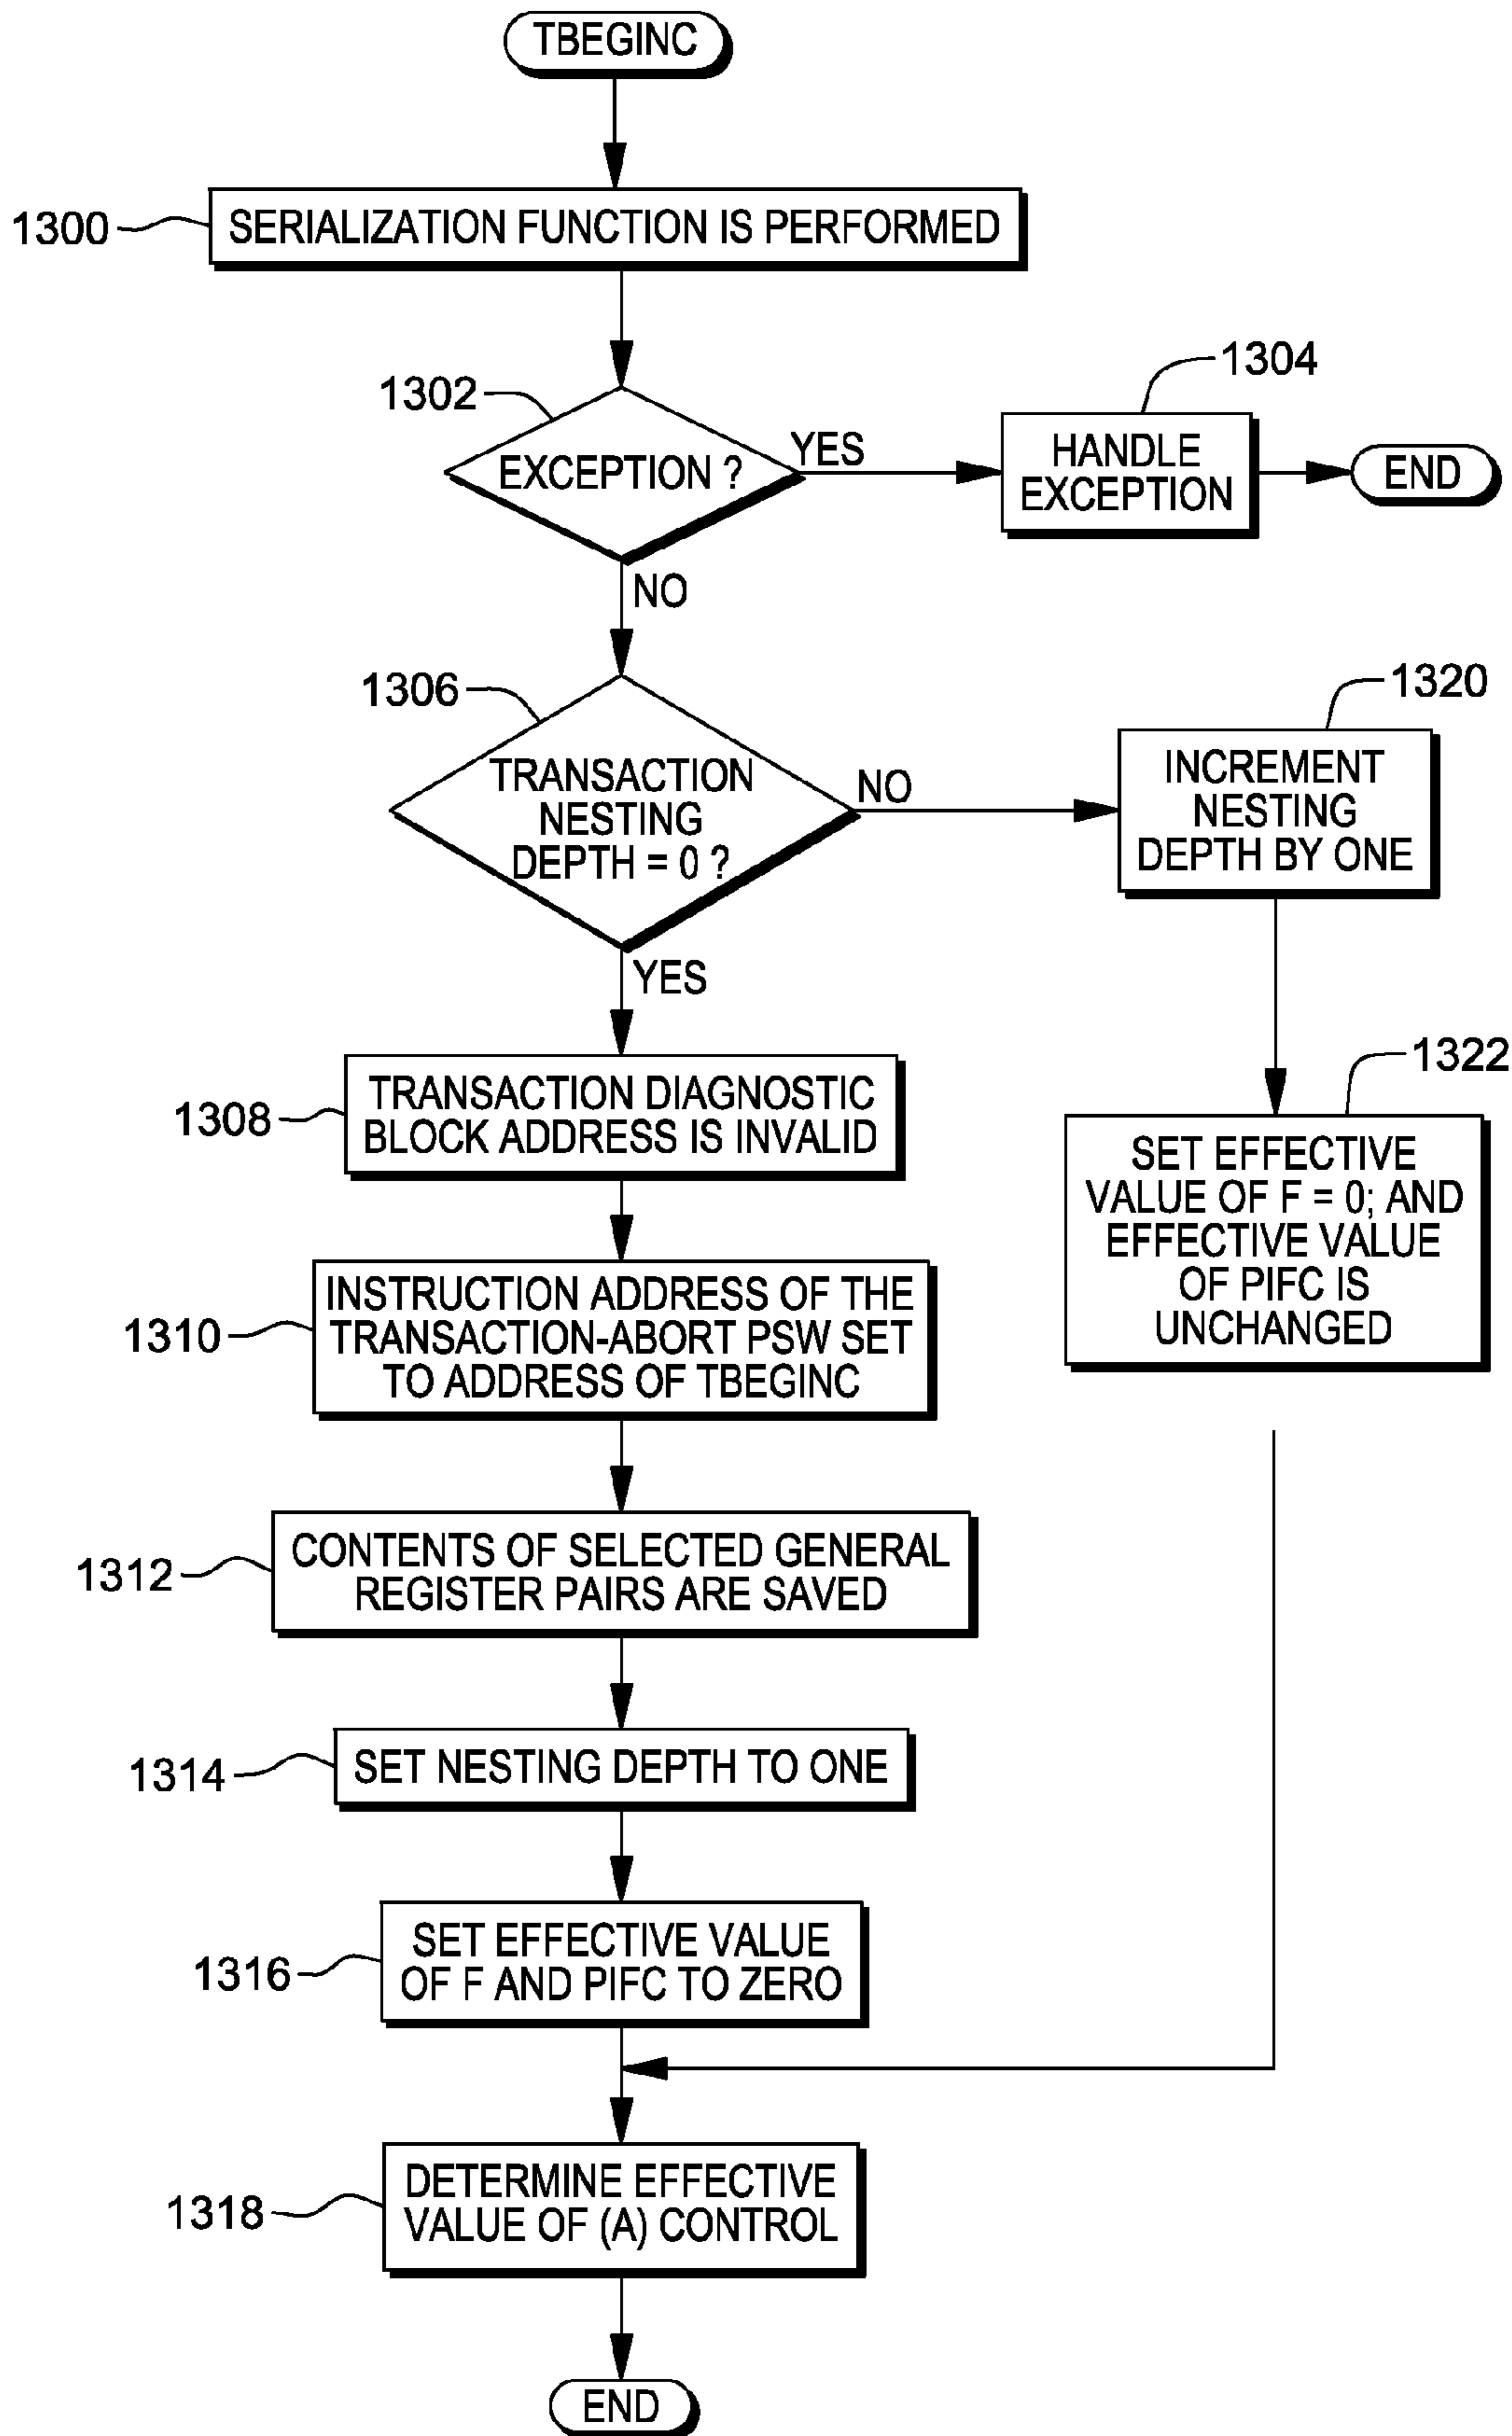 TBEGINC
1300
SERIALIZATION FUNCTION IS PERFORMED
1302
EXCEPTION ?
YES
1304
HANDLE
EXCEPTION
END
NO
1306
TRANSACTION
NESTING
DEPTH = 0 ?
NO
1320
INCREMENT
NESTING
DEPTH BY ONE
YES
1322
SET EFFECTIVE
VALUE OF F = 0; AND
EFFECTIVE VALUE
OF PIFC IS
UNCHANGED
1308
TRANSACTION DIAGNOSTIC
BLOCK ADDRESS IS INVALID
1310
INSTRUCTION ADDRESS OF THE
TRANSACTION-ABORT PSW SET
TO ADDRESS OF TBEGINC
1312
CONTENTS OF SELECTED GENERAL
REGISTER PAIRS ARE SAVED
1314
SET NESTING DEPTH TO ONE
1316
SET EFFECTIVE VALUE
OF F AND PIFC TO ZERO
1318
DETERMINE EFFECTIVE
VALUE OF (A) CONTROL
END